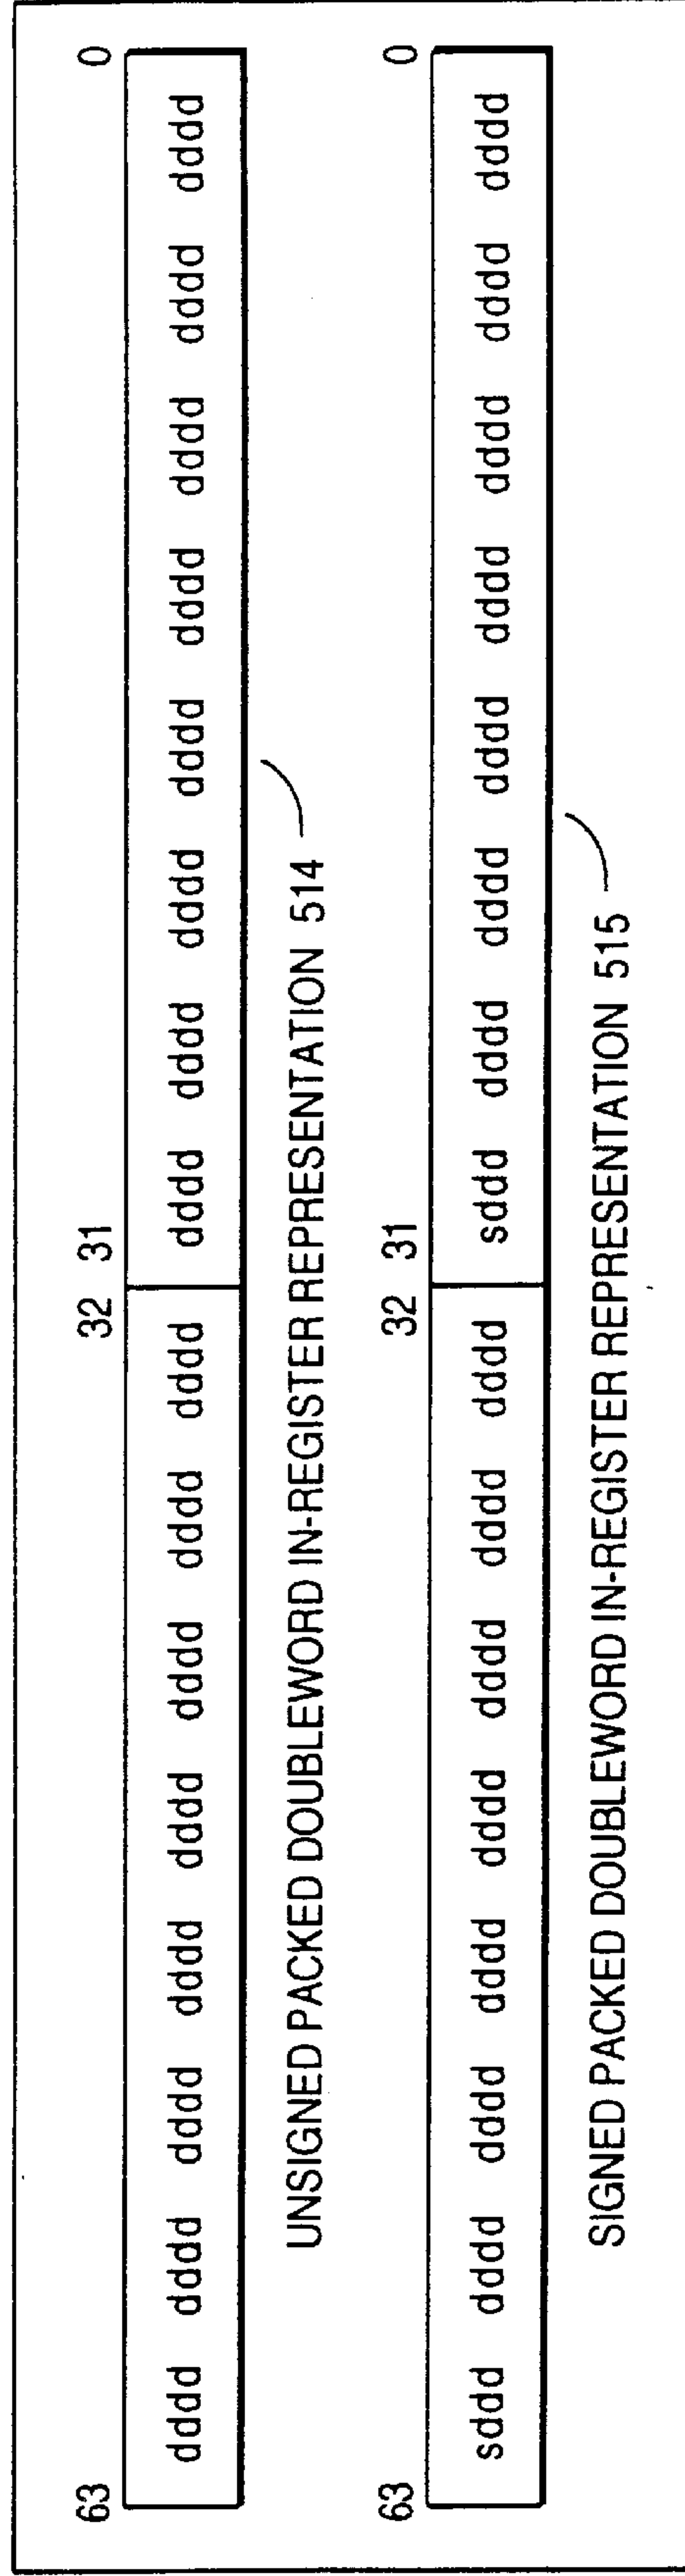 63 32 31 0
dddd dddd dddd dddd dddd dddd dddd dddd dddd dddd dddd dddd dddd dddd dddd dddd
UNSIGNED PACKED DOUBLEWORD IN-REGISTER REPRESENTATION 514
63 32 31 0
sddd dddd dddd dddd dddd dddd dddd dddd sddd dddd dddd dddd dddd dddd dddd dddd
SIGNED PACKED DOUBLEWORD IN-REGISTER REPRESENTATION 515